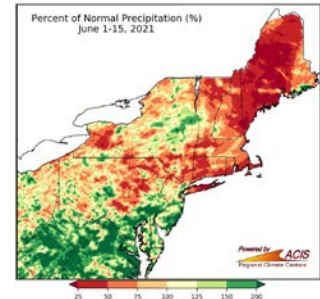 Percent of Normal Precipitation (%)
June 1-15, 2021
Powered by
ACIS
Regional Climate Centers
25 50 75 100 125 150 200